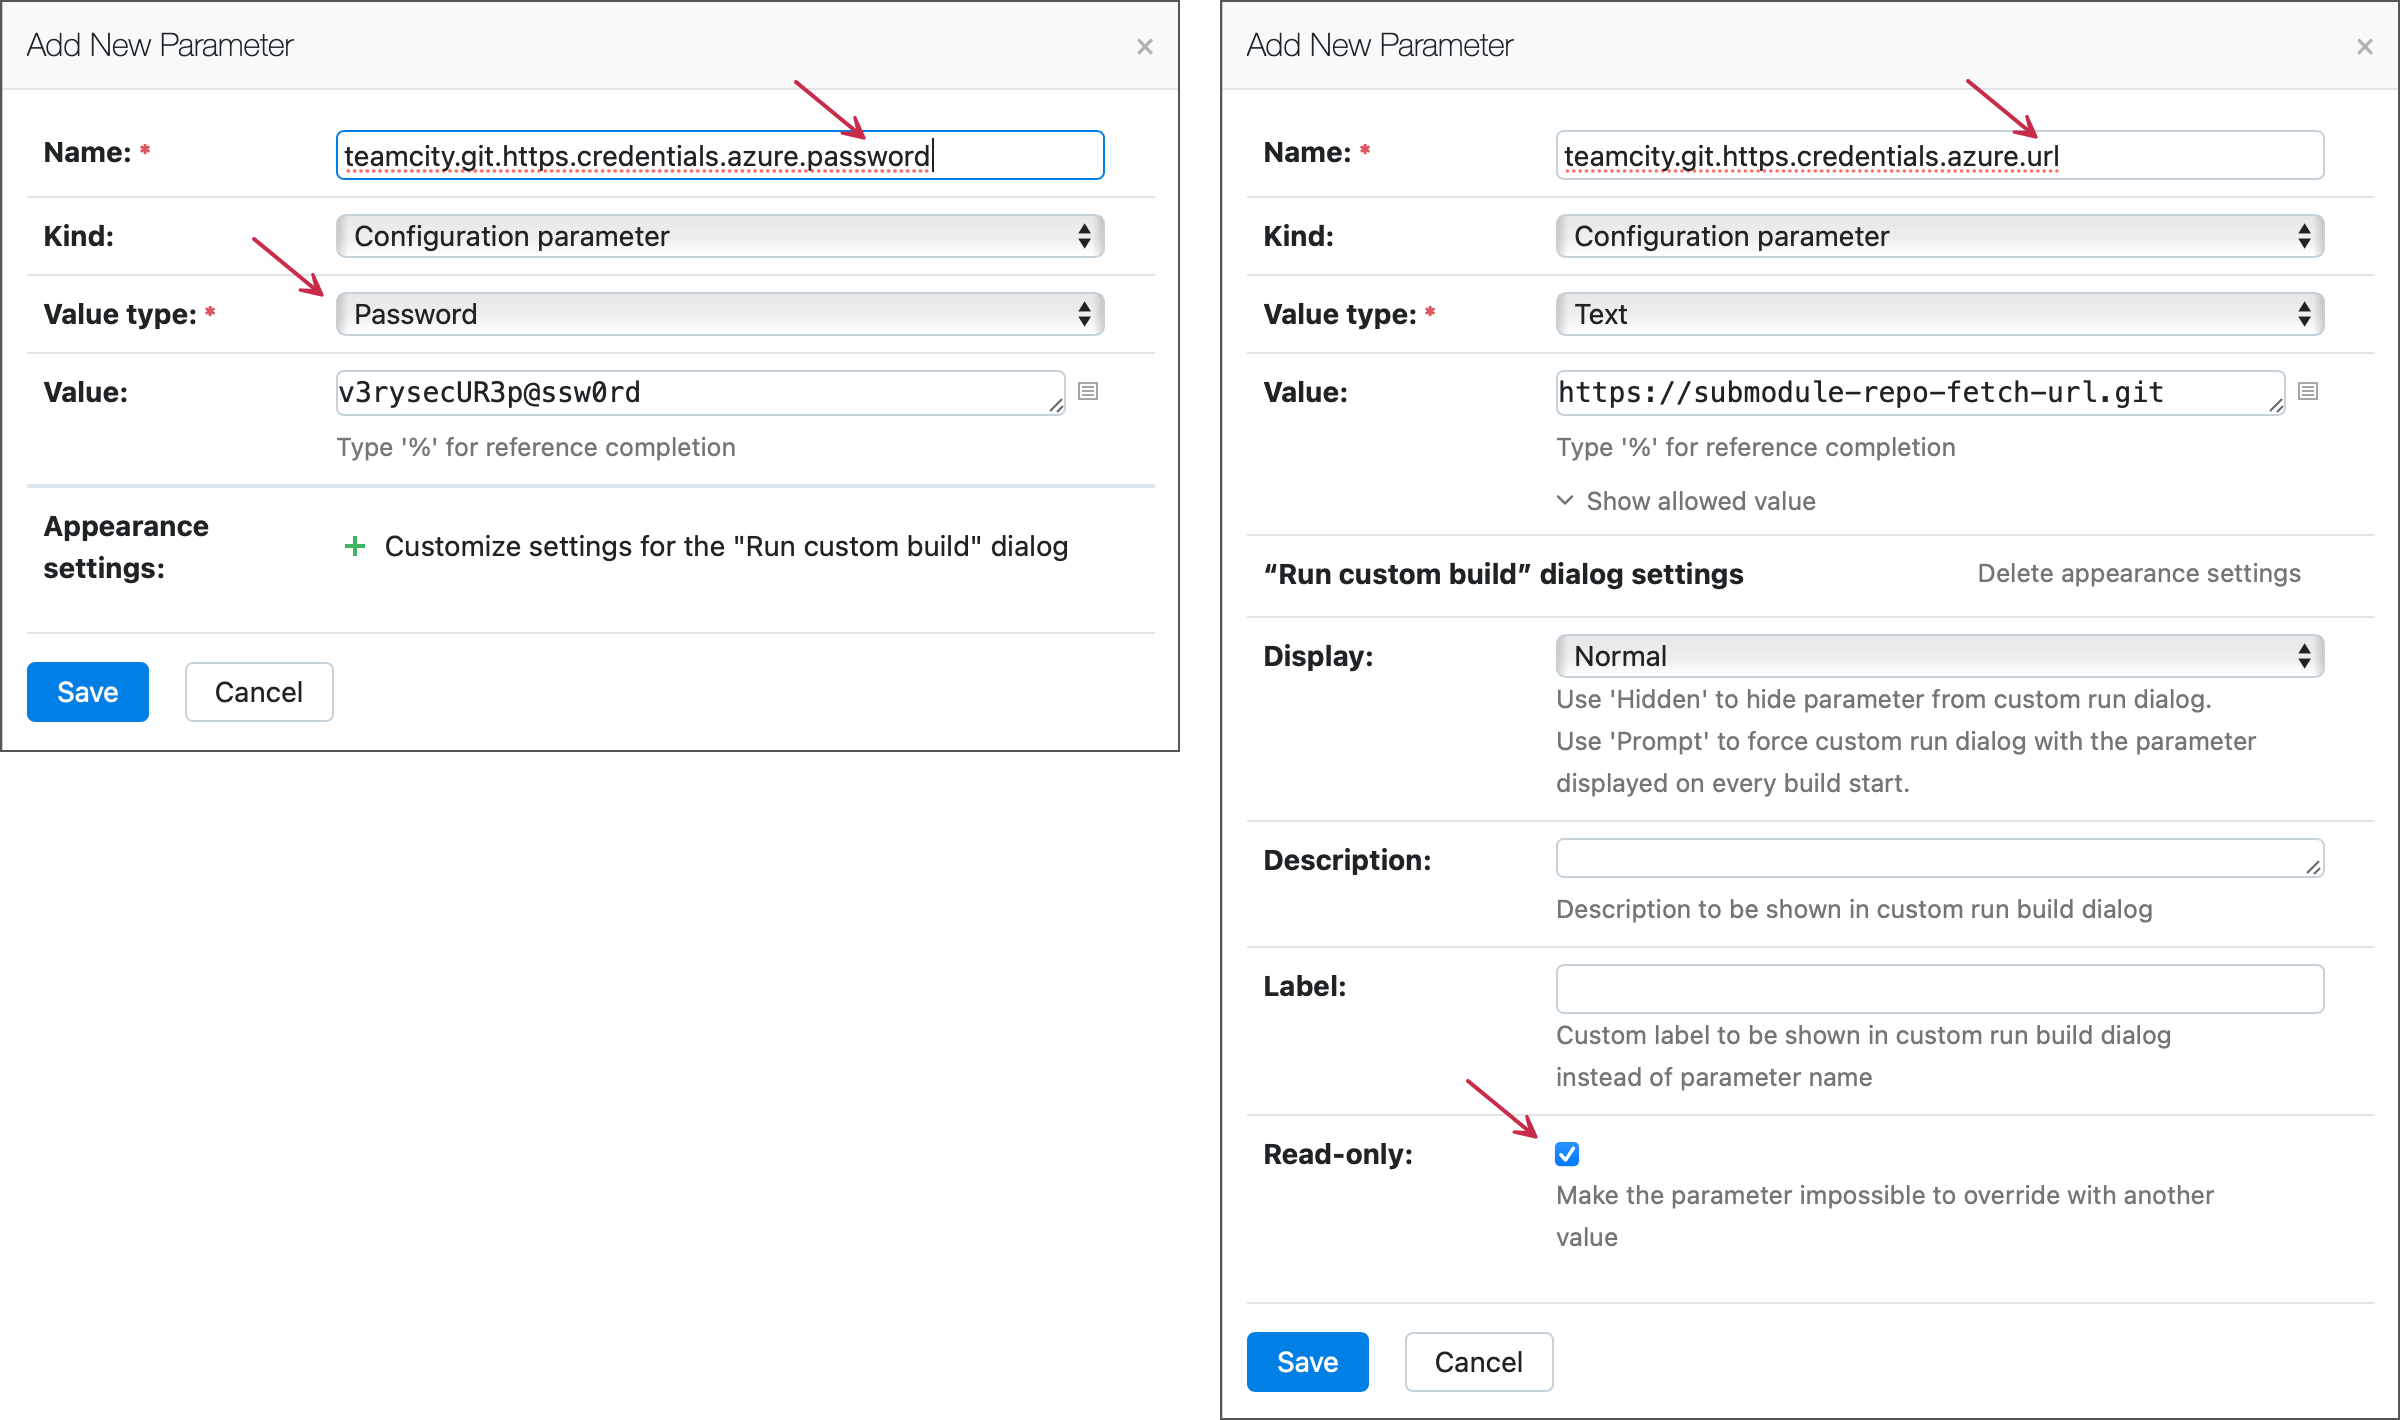 Add New Parameter
×
Name: *
teamcity.git.https.credentials.azure.password
Kind:
Configuration parameter
Value type: *
Password
Value:
v3rysecUR3p@ssw0rd
Type '%' for reference completion
Appearance
settings:
+ Customize settings for the "Run custom build" dialog
Save
Cancel
Add New Parameter
×
Name: *
teamcity.git.https.credentials.azure.url
Kind:
Configuration parameter
Value type: *
Text
Value:
https://submodule-repo-fetch-url.git
Type '%' for reference completion
Show allowed value
“Run custom build” dialog settings
Delete appearance settings
Display:
Normal
Use 'Hidden' to hide parameter from custom run dialog.
Use 'Prompt' to force custom run dialog with the parameter
displayed on every build start.
Description:
Description to be shown in custom run build dialog
Label:
Custom label to be shown in custom run build dialog
instead of parameter name
Read-only:
Make the parameter impossible to override with another
value
Save
Cancel